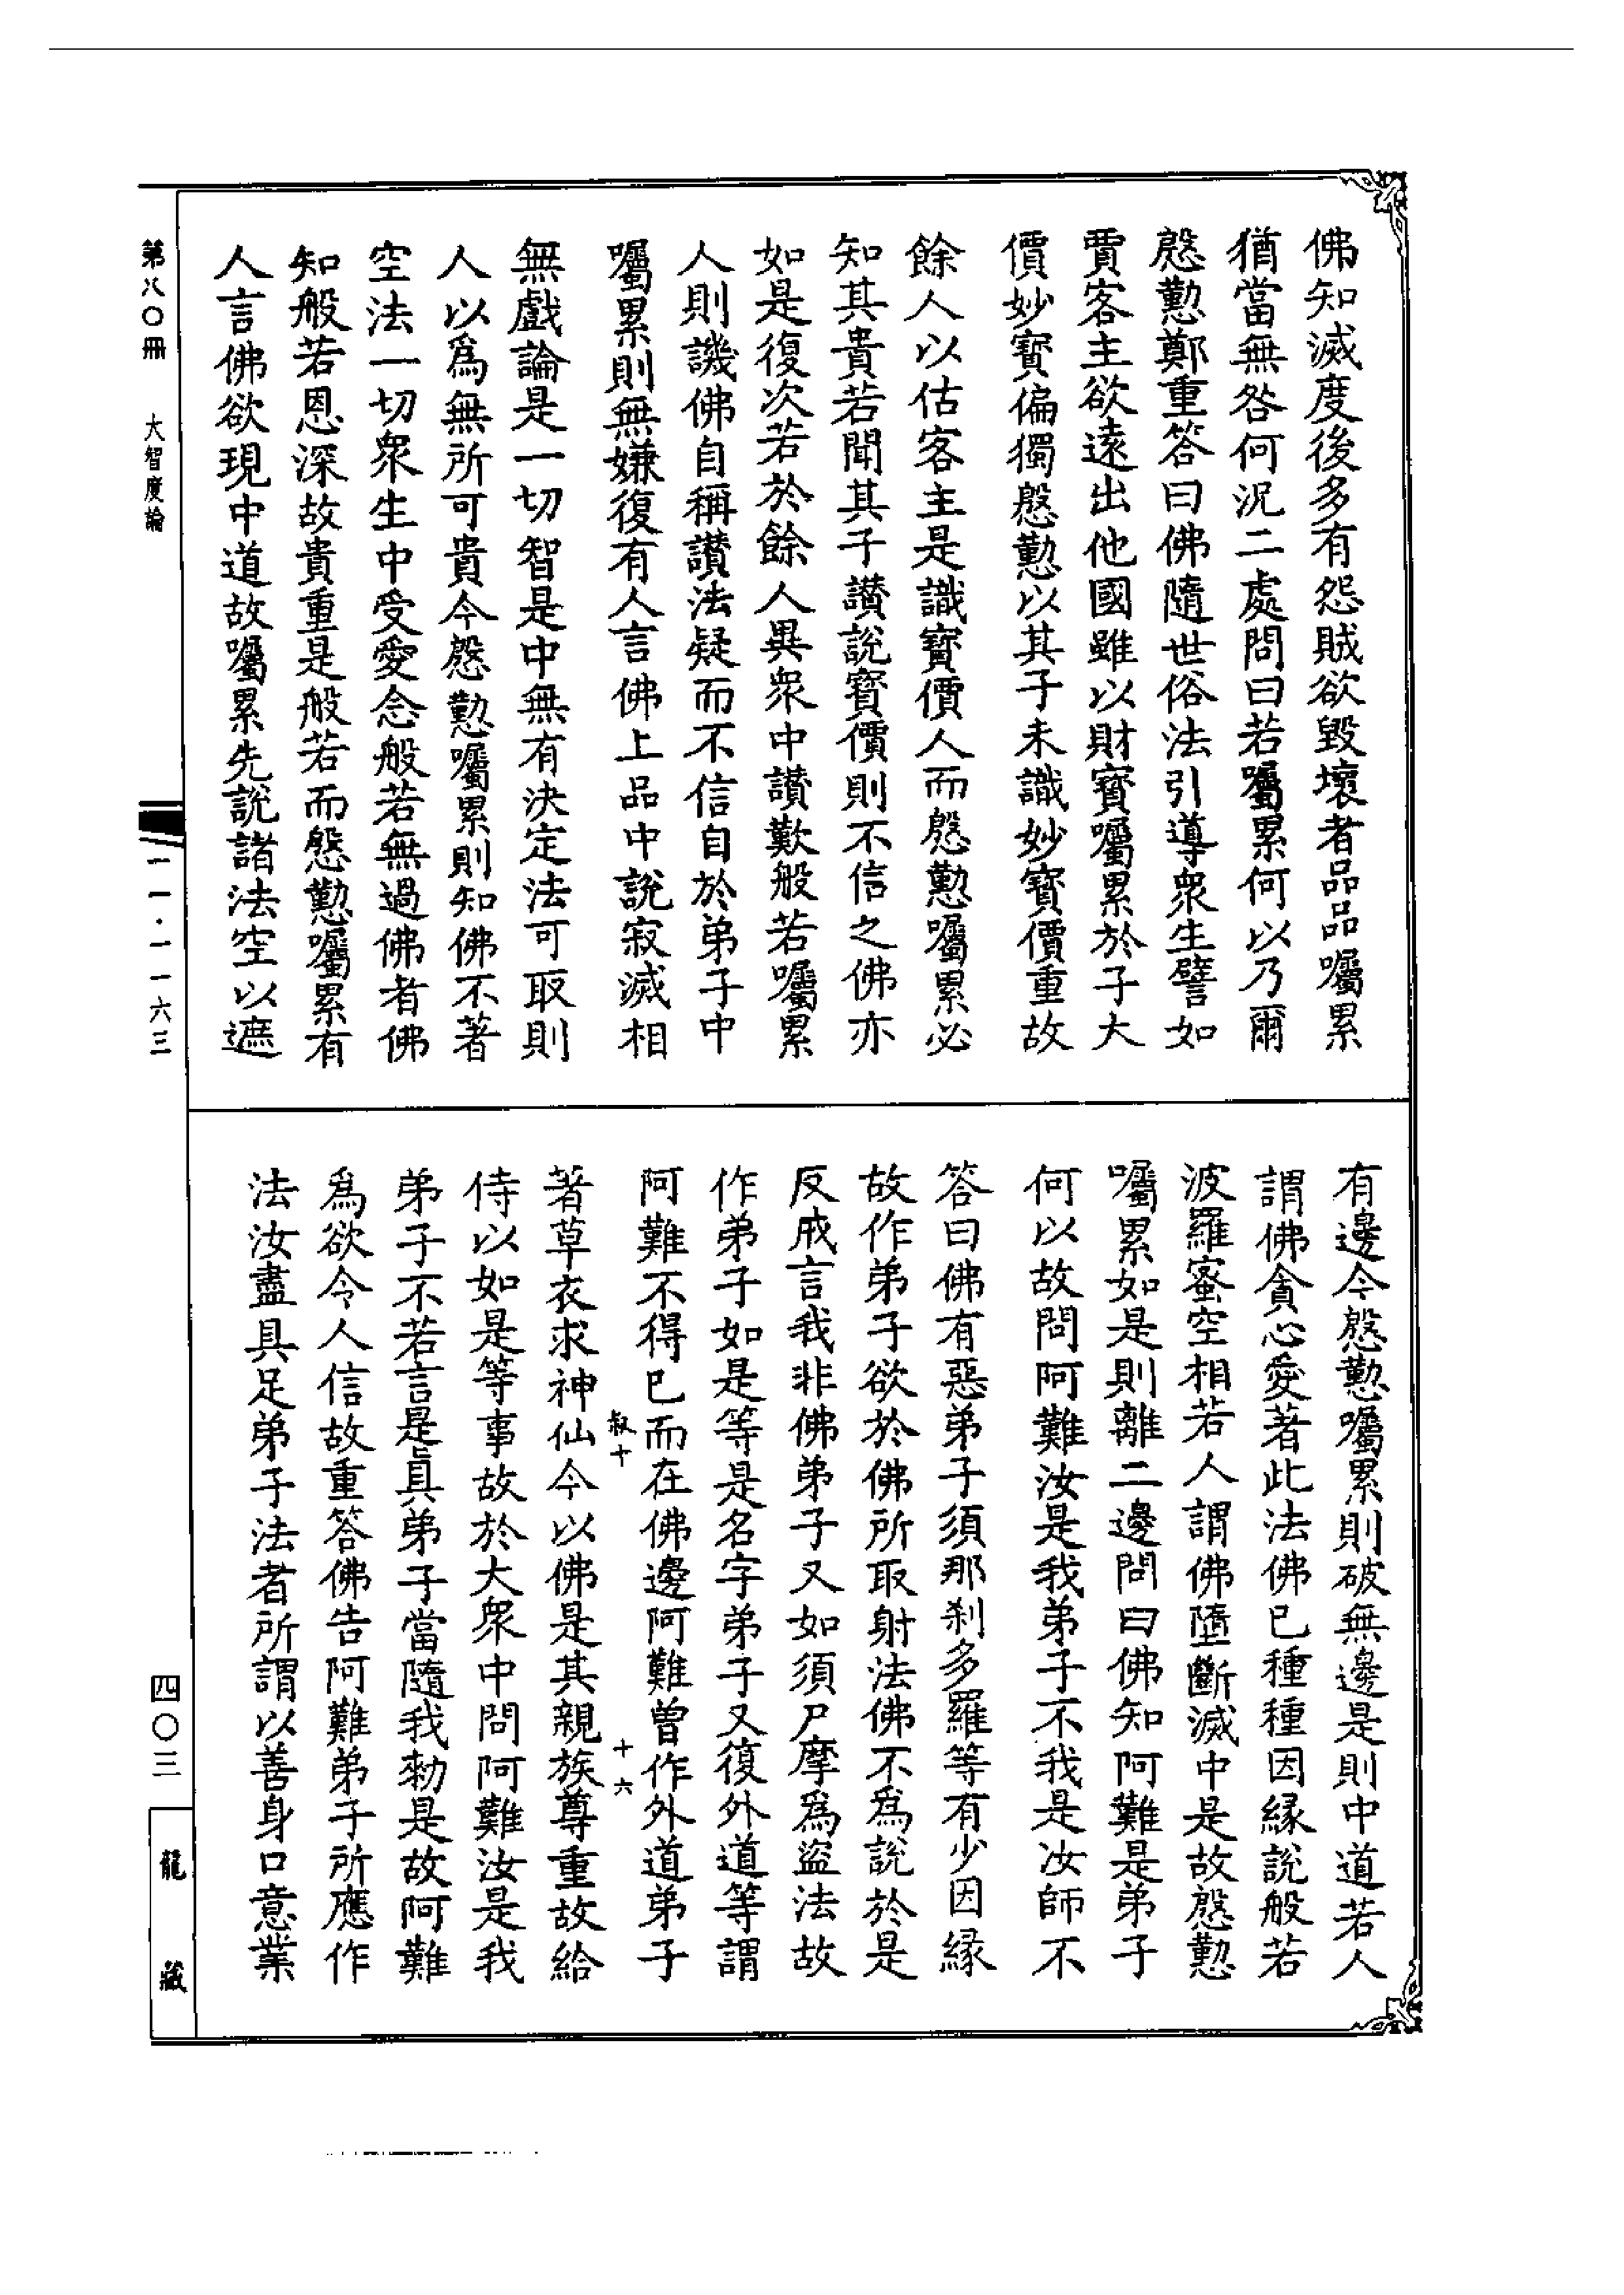 佛知滅度後多有怨賊欲毀壞者品品囑累
猶當無咎何況二處問曰若囑累何以乃爾
慇懃鄭重答曰佛隨世俗法引導衆生譬如
賈客主欲遠出他國雖以財寳囑累於子大
價妙寳偏獨慇懃以其子未識妙寳價重故
餘人以估客主是識寳價人而慇懃囑累必
知其貴若聞其子讃說寳價則不信之佛亦
如是復次若於餘人異衆中讃歎般若囑累
人則譏佛自稱讃法疑而不信自於弟子中
囑累則無嫌復有人言佛上品中說寂滅相
無戲論是一切智是中無有決定法可取則
人以爲無所可貴今慇懃囑累則知佛不著
空法一切衆生中受愛念般若無過佛者佛
知般若恩深故貴重是般若而慇懃囑累有
人言佛欲現中道故囑累先說諸法空以遮
有邊今慇懃囑累則破無邊是則中道若人
謂佛貪心愛著此法佛已種種因縁說般若
波羅蜜空相若人謂佛墮斷滅中是故慇懃
囑累如是則離二邊問曰佛知阿難是弟子
何以故問阿難汝是我弟子不我是汝師不
答曰佛有惡弟子須那刹多羅等有少因縁
故作弟子欲於佛所取射法佛不爲說於是
反戒言我非佛弟子又如須尸摩爲盜法故
作弟子如是等是名字弟子又復外道等謂
阿難不得已而在佛邊阿難曾作外道弟子
叔十 十六
著草衣求神仙今以佛是其親族尊重故給
侍以如是等事故於大衆中問阿難汝是我
弟子不若言是眞弟子當隨我勑是故阿難
爲欲令人信故重答佛告阿難弟子所應作
法汝盡具足弟子法者所謂以善身口意業
第八〇冊 大智度論
一一·一一六三
四〇三
龍藏